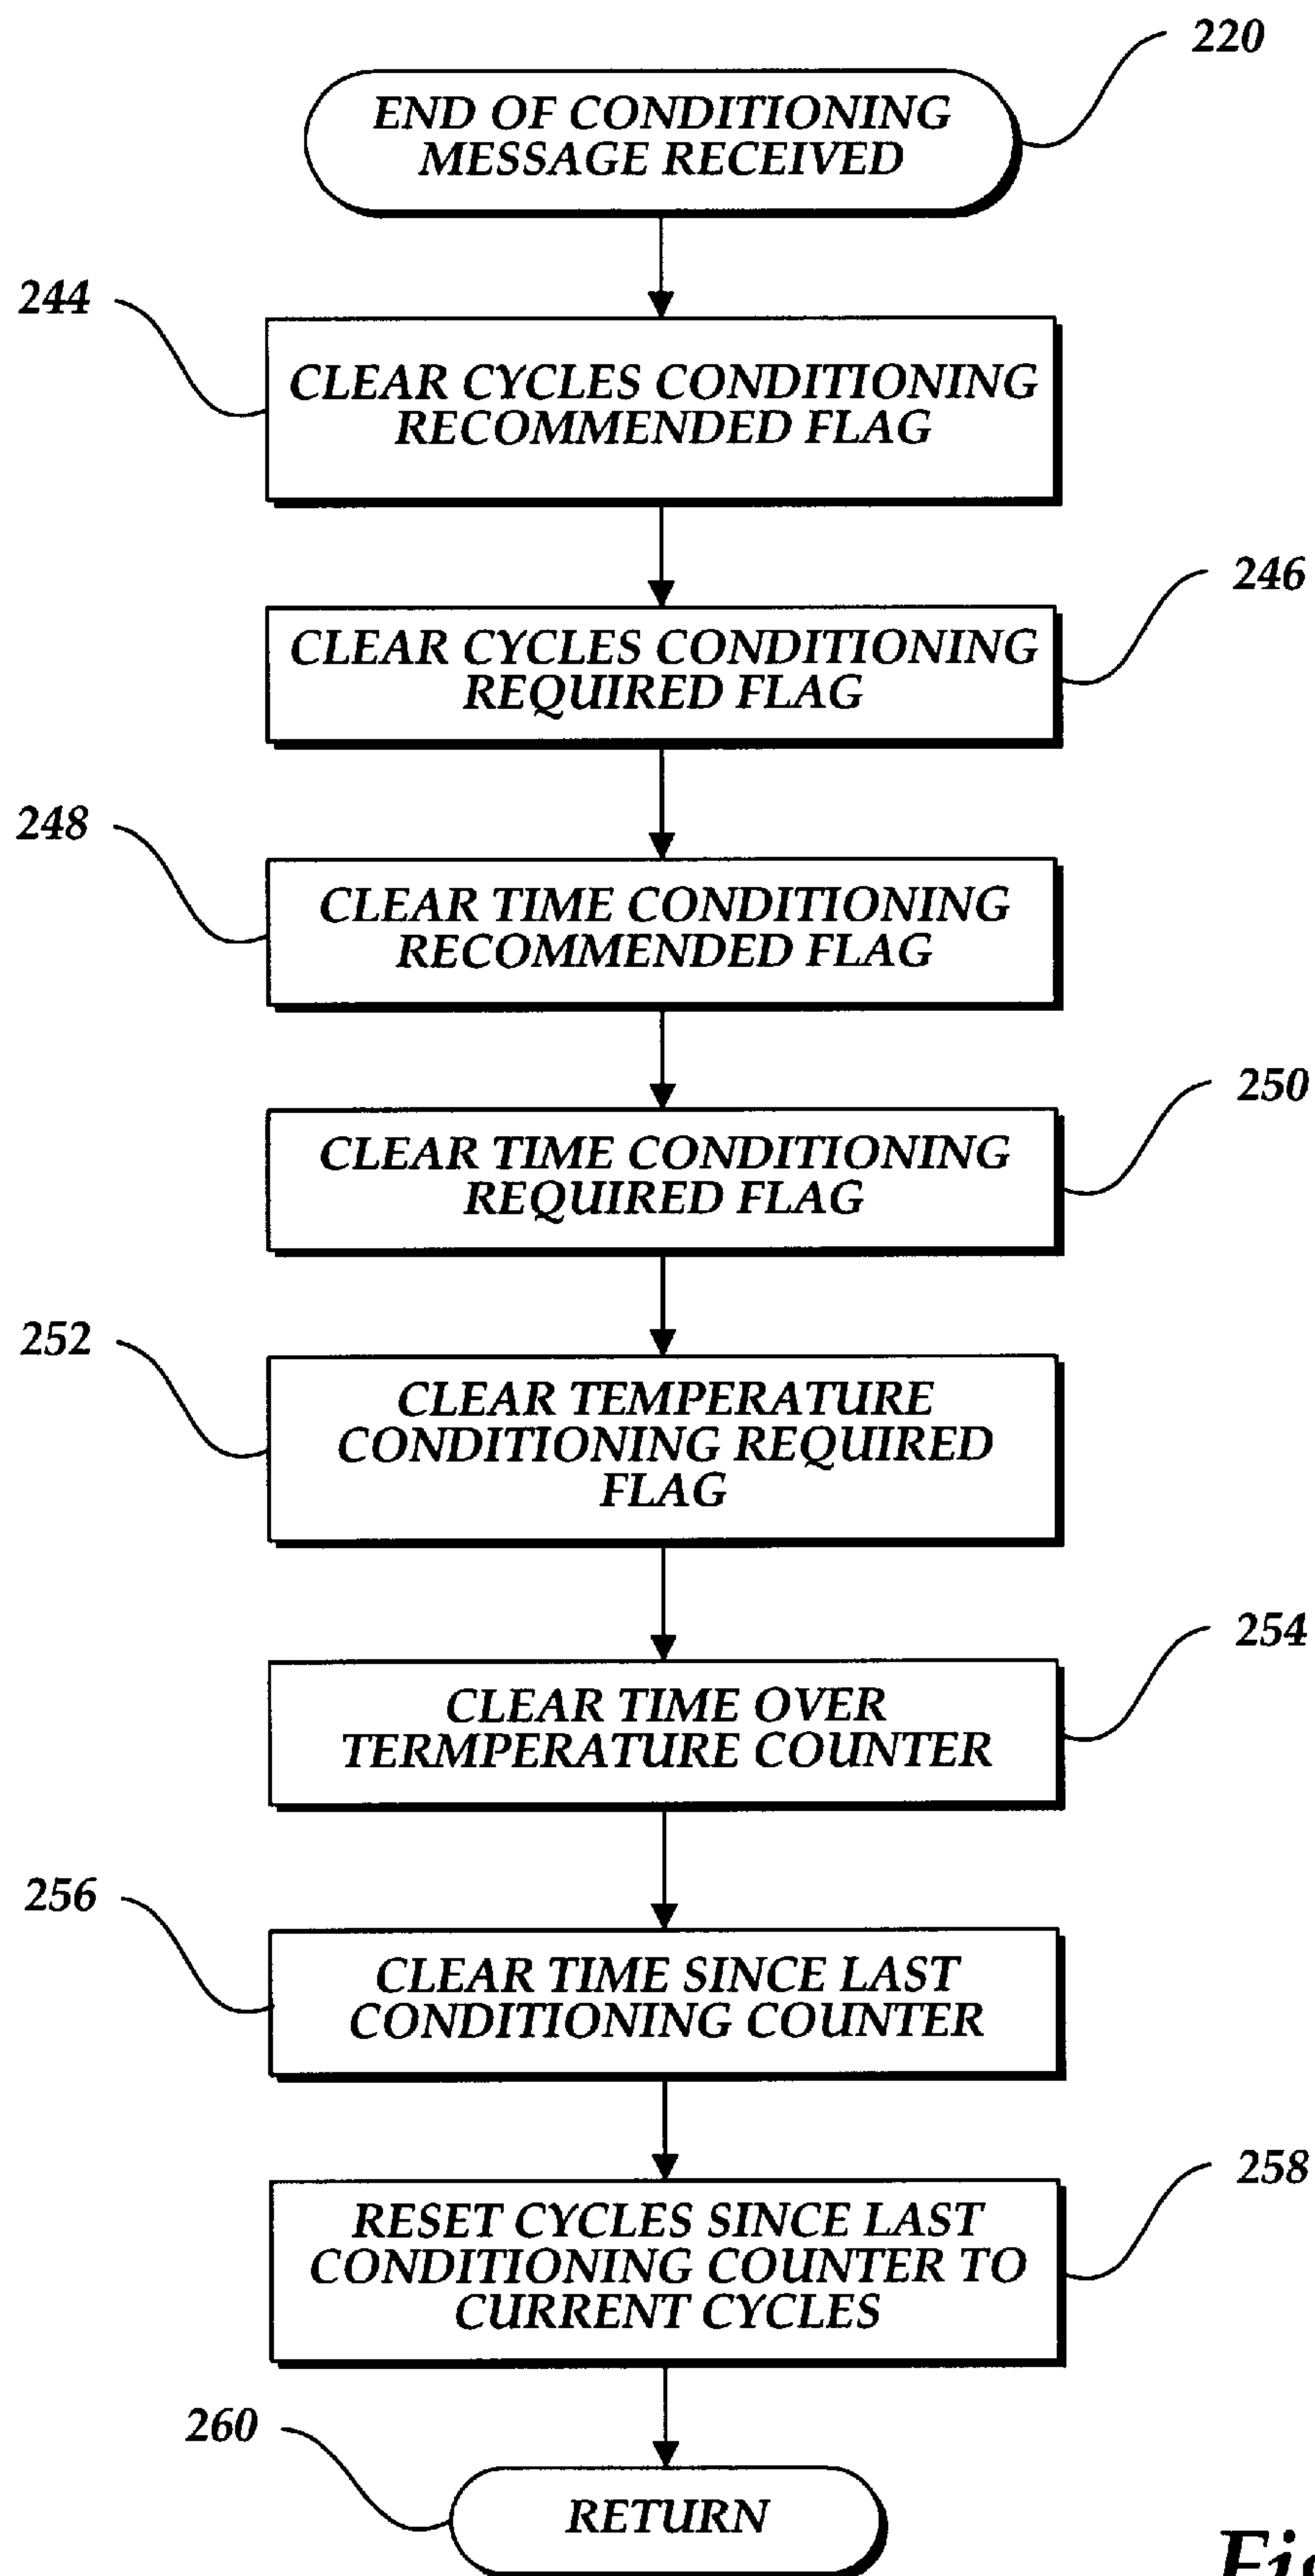 220
END OF CONDITIONING
MESSAGE RECEIVED
244
CLEAR CYCLES CONDITIONING
RECOMMENDED FLAG
246
CLEAR CYCLES CONDITIONING
REQUIRED FLAG
248
CLEAR TIME CONDITIONING
RECOMMENDED FLAG
250
CLEAR TIME CONDITIONING
REQUIRED FLAG
252
CLEAR TEMPERATURE
CONDITIONING REQUIRED
FLAG
254
CLEAR TIME OVER
TERMPERATURE COUNTER
256
CLEAR TIME SINCE LAST
CONDITIONING COUNTER
258
RESET CYCLES SINCE LAST
CONDITIONING COUNTER TO
CURRENT CYCLES
260
RETURN